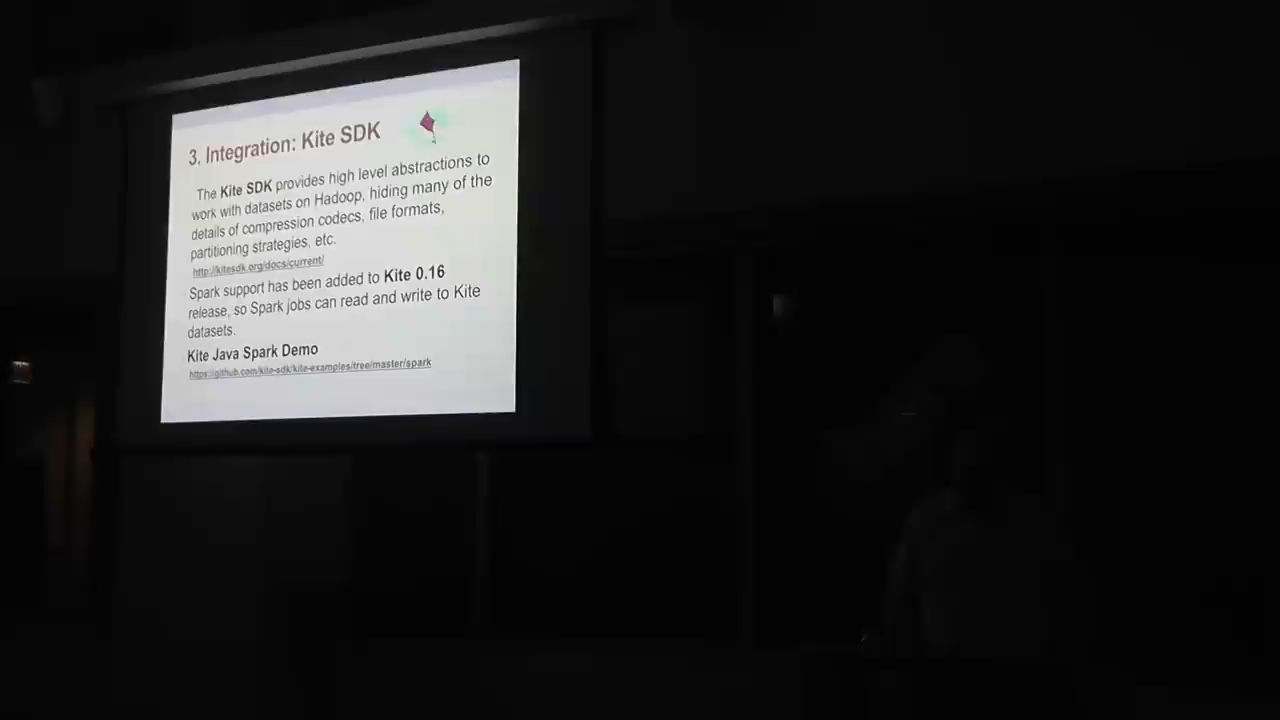 3. Integration: Kite SDK
The Kite SDK provides high level abstractions to
work with datasets on Hadoop, hiding many of the
details of compression codecs, file formats,
partitioning strategies, etc.
http://kitesdk.org/docs/current/
Spark support has been added to Kite 0.16
release, so Spark jobs can read and write to Kite
datasets.
Kite Java Spark Demo
https://github.com/kite-sdk/kite-examples/tree/master/spark